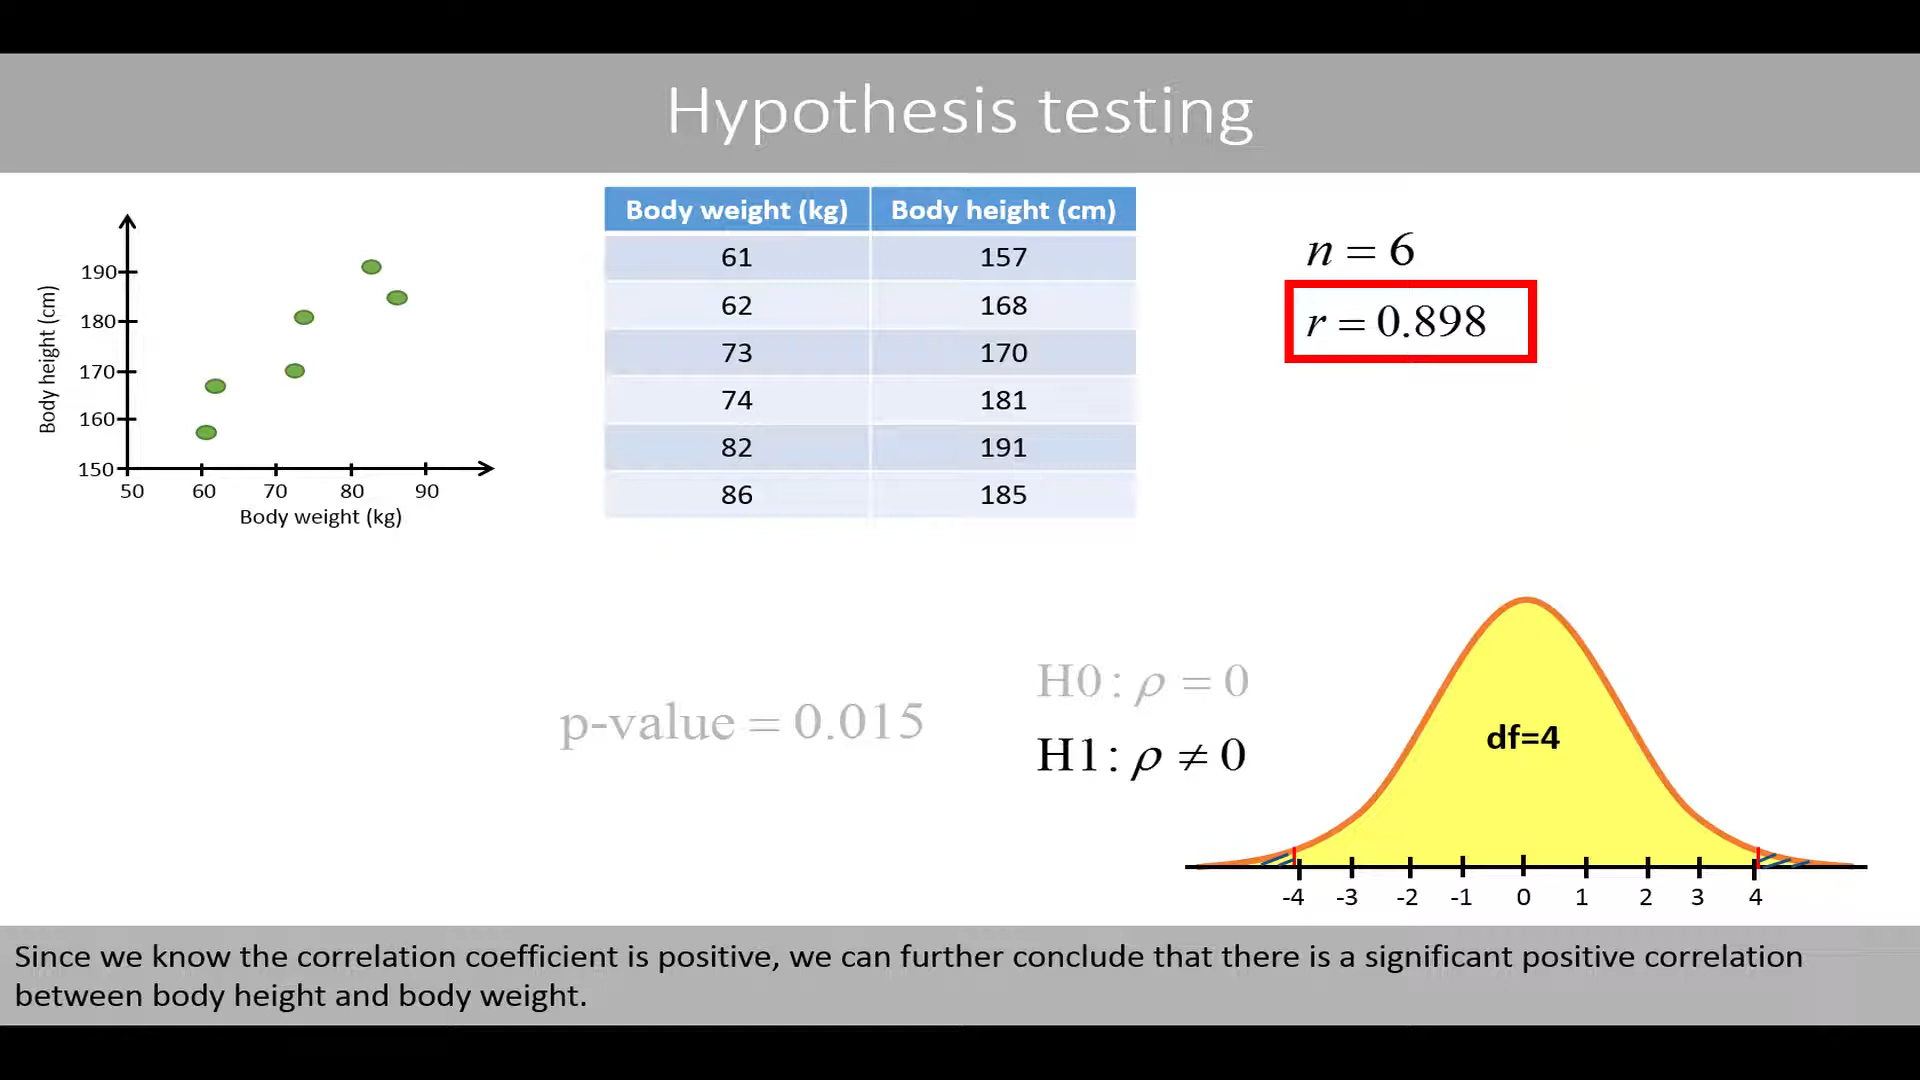 Hypothesis testing
Body height (cm)
190
180
170
160
150
50 60 70 80 90
Body weight (kg)
Body weight (kg) Body height (cm)
61 157
62 168
73 170
74 181
82 191
86 185
n = 6
r = 0.898
p-value = 0.015
H0: ρ = 0
H1: ρ ≠ 0
df=4
-4 -3 -2 -1 0 1 2 3 4
Since we know the correlation coefficient is positive, we can further conclude that there is a significant positive correlation
between body height and body weight.